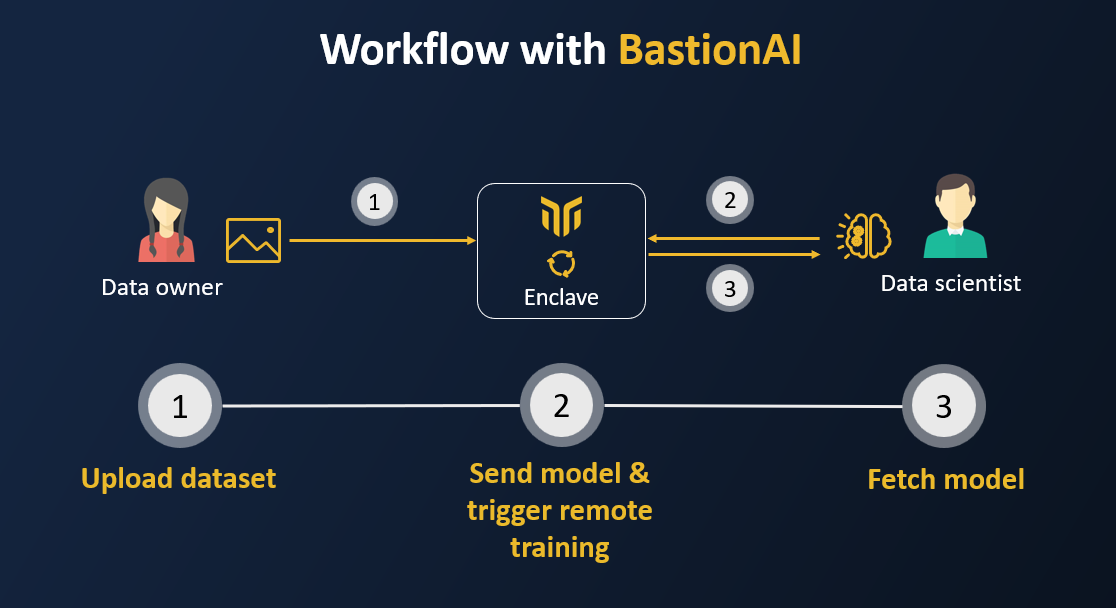 Workflow with BastionAI
1
2
3
Enclave
Data owner
Data scientist
1
2
3
Upload dataset
Send model &
trigger remote
training
Fetch model